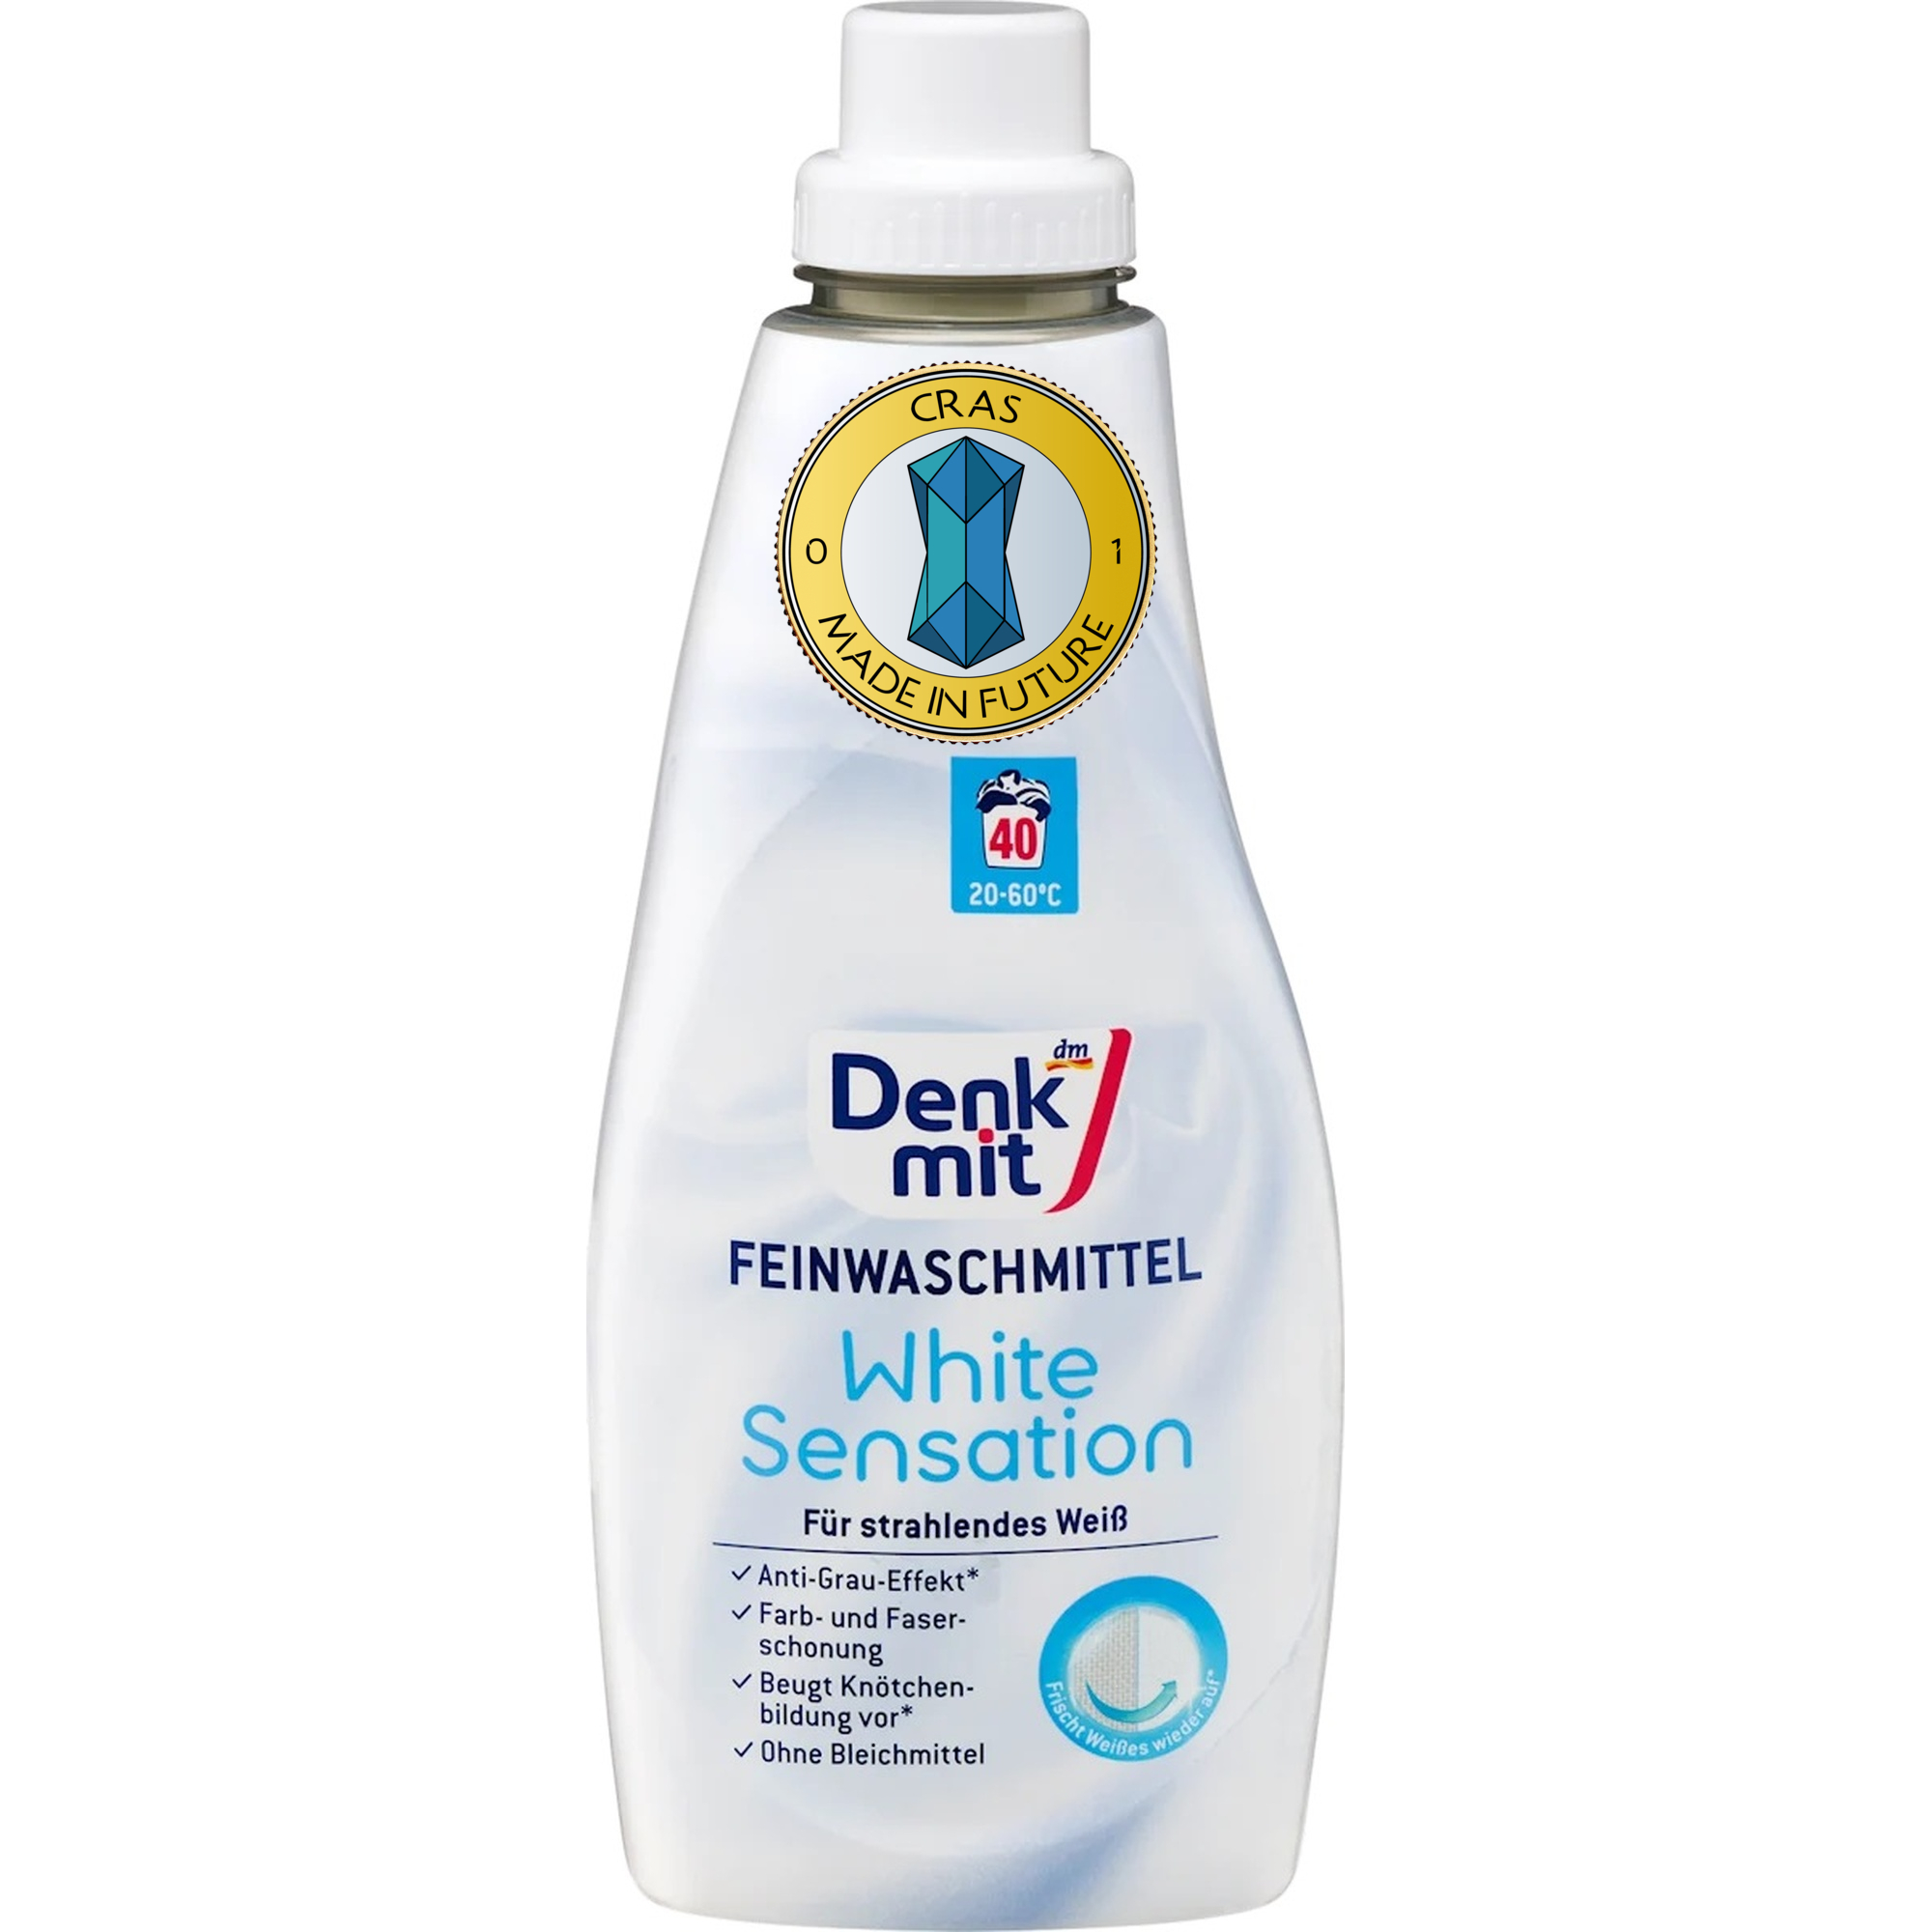 CRAS
0 1
MADE IN FUTURE
40
20-60°C
dm
Denk
mit
FEINWASCHMITTEL
White
Sensation
Für strahlendes Weiß
✓ Anti-Grau-Effekt*
✓ Farb- und Faser-
schonung
✓ Beugt Knötchen-
bildung vor*
✓ Ohne Bleichmittel
Frischt Weißes wieder auf*